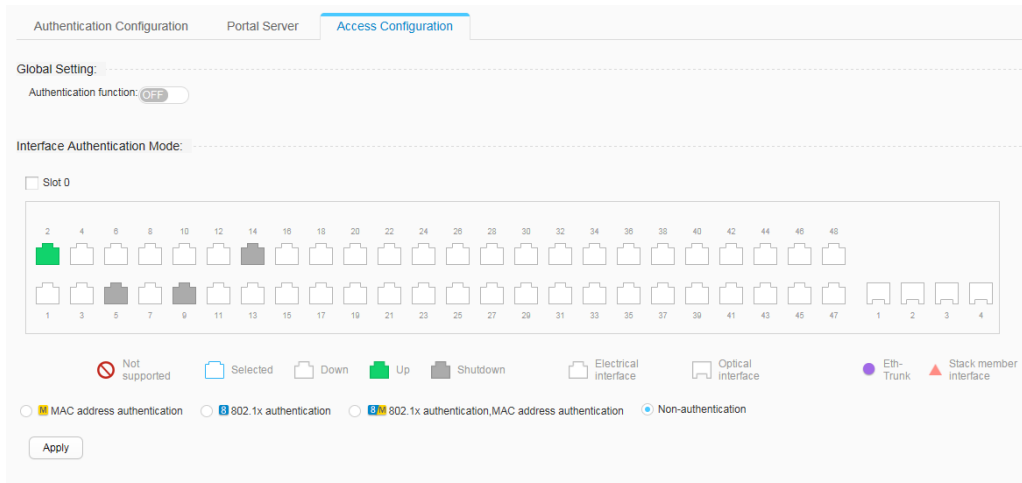 Authentication Configuration Portal Server Access Configuration
Global Setting:
Authentication function: OFF
Interface Authentication Mode:
Slot 0
2 4 6 8 10 12 14 16 18 20 22 24 26 28 30 32 34 36 38 40 42 44 46 48
1 3 5 7 9 11 13 15 17 19 21 23 25 27 29 31 33 35 37 39 41 43 45 47 1 2 3 4
Not supported Selected Down Up Shutdown Electrical interface Optical interface Eth-Trunk Stack member interface
M MAC address authentication 8 802.1x authentication 8 M 802.1x authentication,MAC address authentication Non-authentication
Apply